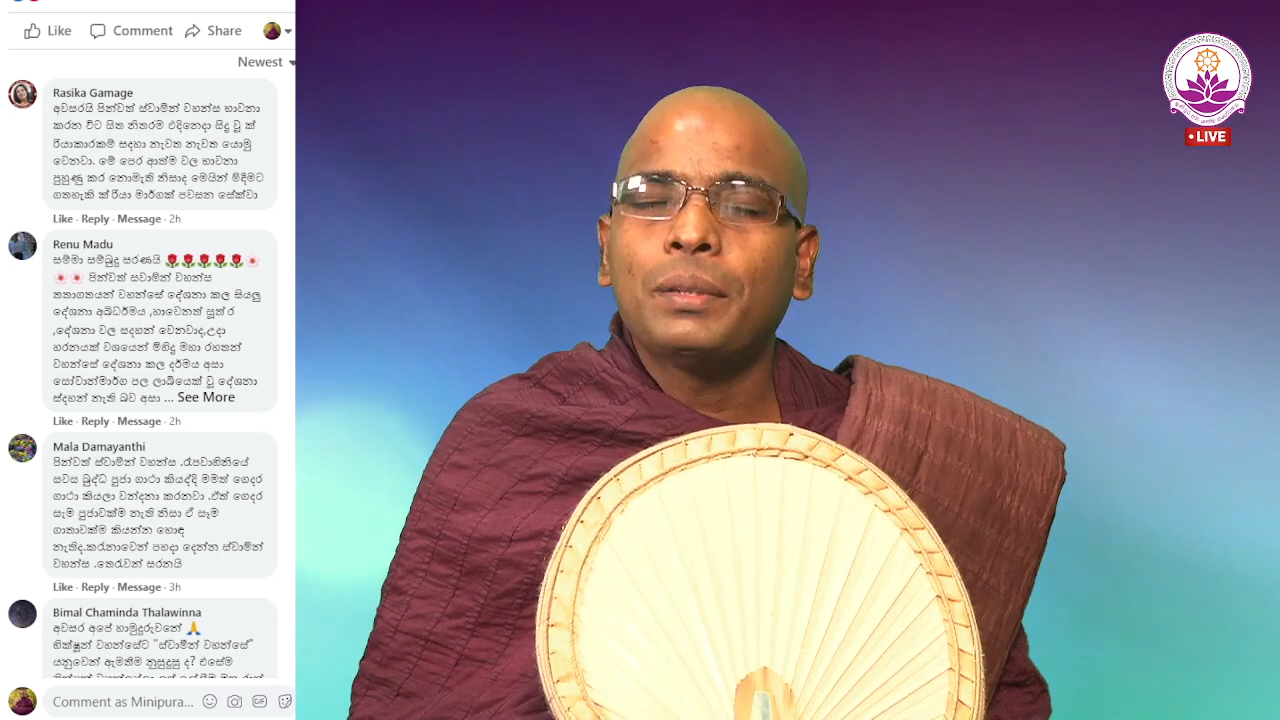 Like Comment Share
Newest
Rasika Gamage
අවසරයි පින්වත් ස්වාමින් වහන්ස භාවනා
කරන විට සිත නිතරම එදිනෙදා සිදු වූ ක්
රියාකාරකම් සඳහා නැවත නැවත යොමු
වෙනවා. මේ පෙර ආත්ම වල භාවනා
පුහුණු කර නොමැති නිසාද මෙයින් මිදීමට
ගතහැකි ක්රියා මාර්ගක් පවසන සේක්වා
Like · Reply · Message · 2h
Renu Madu
සම්මා සම්බුදු සරණයි 🌹🌹🌹🌹🌹🌸
🌸🌸 පින්වත් සවාමින් වහන්ස
තතාගතයන් වහන්සේ දේශනා කල සියලු
දේශනා අබිධර්මය ,හාවෙනත් සූත්ර
,දේශනා වල සදහන් වෙනවාද,උදා
හරනයක් වශයෙන් මිහිඳු මහා රහතන්
වහන්සේ දේශනා කල දර්මය අසා
සෝවාන්මාර්ග පල ලාබියෙක් වූ දේශනා
ස්දහන් නැති බව අසා ... See More
Like · Reply · Message · 2h
Mala Damayanthi
පින්වත් ස්වාමින් වහන්ස .රූපවාහිනියේ
සවස බුද්ධ පූජා ගාථා කියද්දි මමත් ගෙදර
ගාථා කියලා වන්දනා කරනවා .ඒත් ගෙදර
සැම පූජාවක්ම නැති නිසා ඒ සෑම
ගාතාවක්ම කියන්න හොඳ
නැතිද.කරුනාවෙන් පහදා දෙන්න ස්වාමින්
වහන්ස .තෙරුවන් සරනයි
Like · Reply · Message · 3h
Bimal Chaminda Thalawinna
අවසර අපේ හාමුදුරුවනේ 🙏
භික්ෂූන් වහන්සේට "ස්වාමීන් වහන්සේ"
යනුවෙන් ඇමතීම නුසුදුසු ද? එසේම
Comment as Minipura...
GIF
LIVE